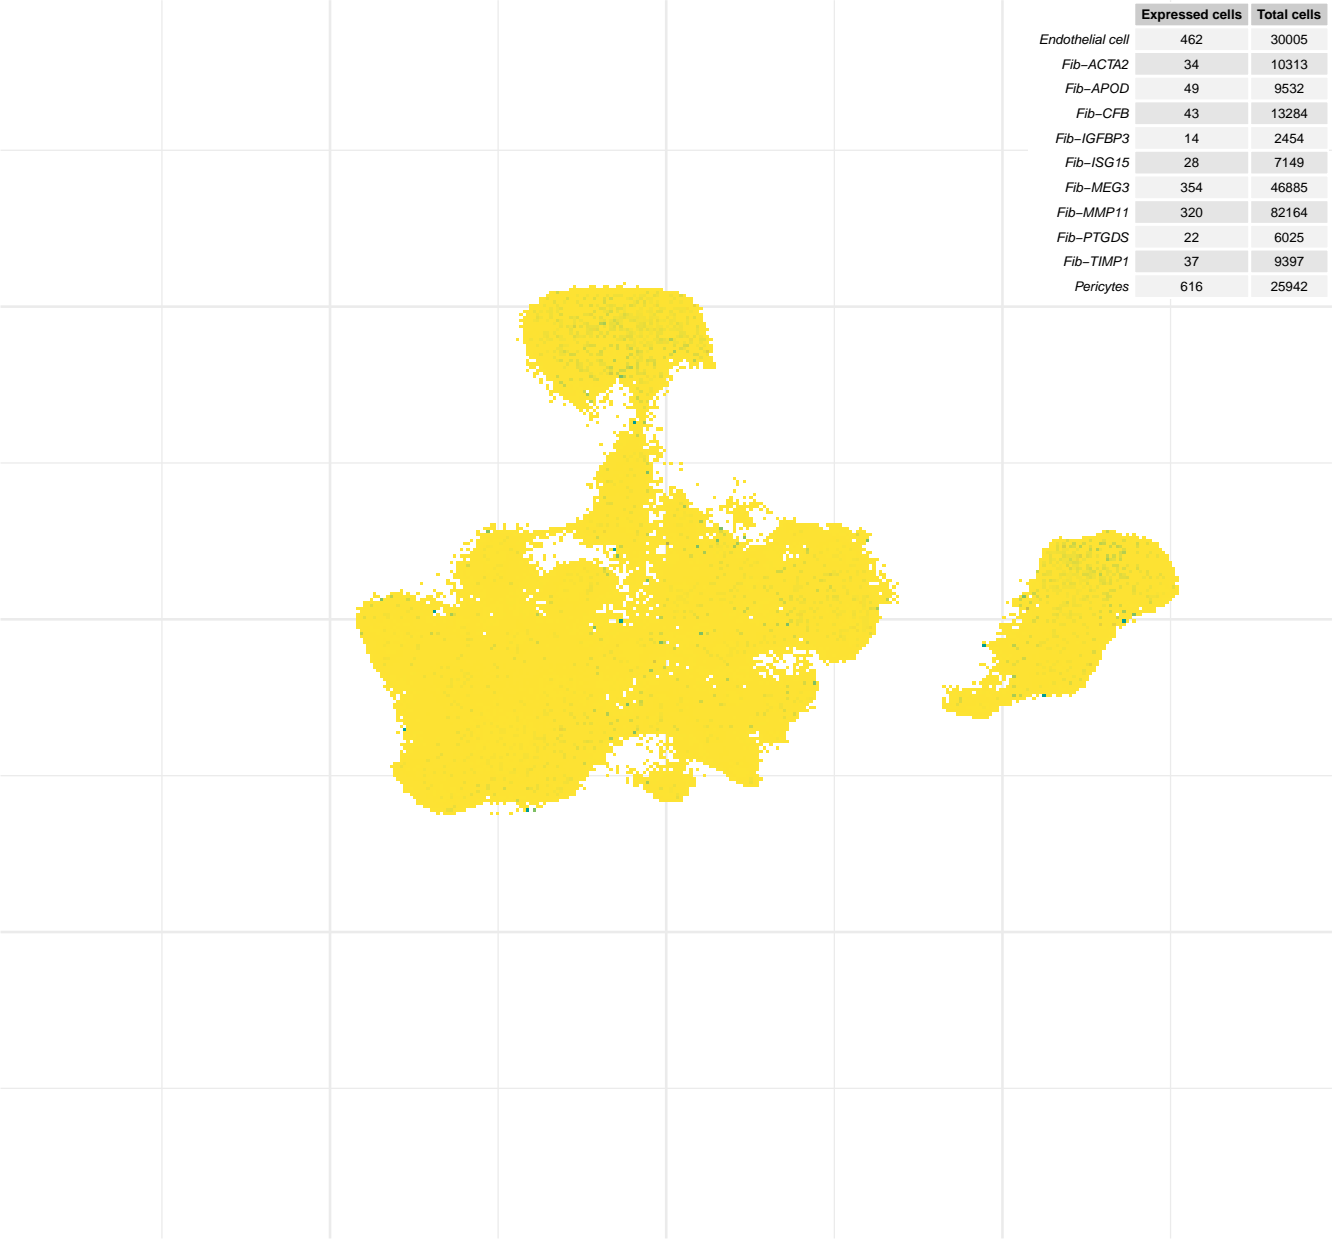 Expressed cells Total cells
Endothelial cell 462 30005
Fib−ACTA2 34 10313
Fib−APOD 49 9532
Fib−CFB 43 13284
Fib−IGFBP3 14 2454
Fib−ISG15 28 7149
Fib−MEG3 354 46885
Fib−MMP11 320 82164
Fib−PTGDS 22 6025
Fib−TIMP1 37 9397
Pericytes 616 25942